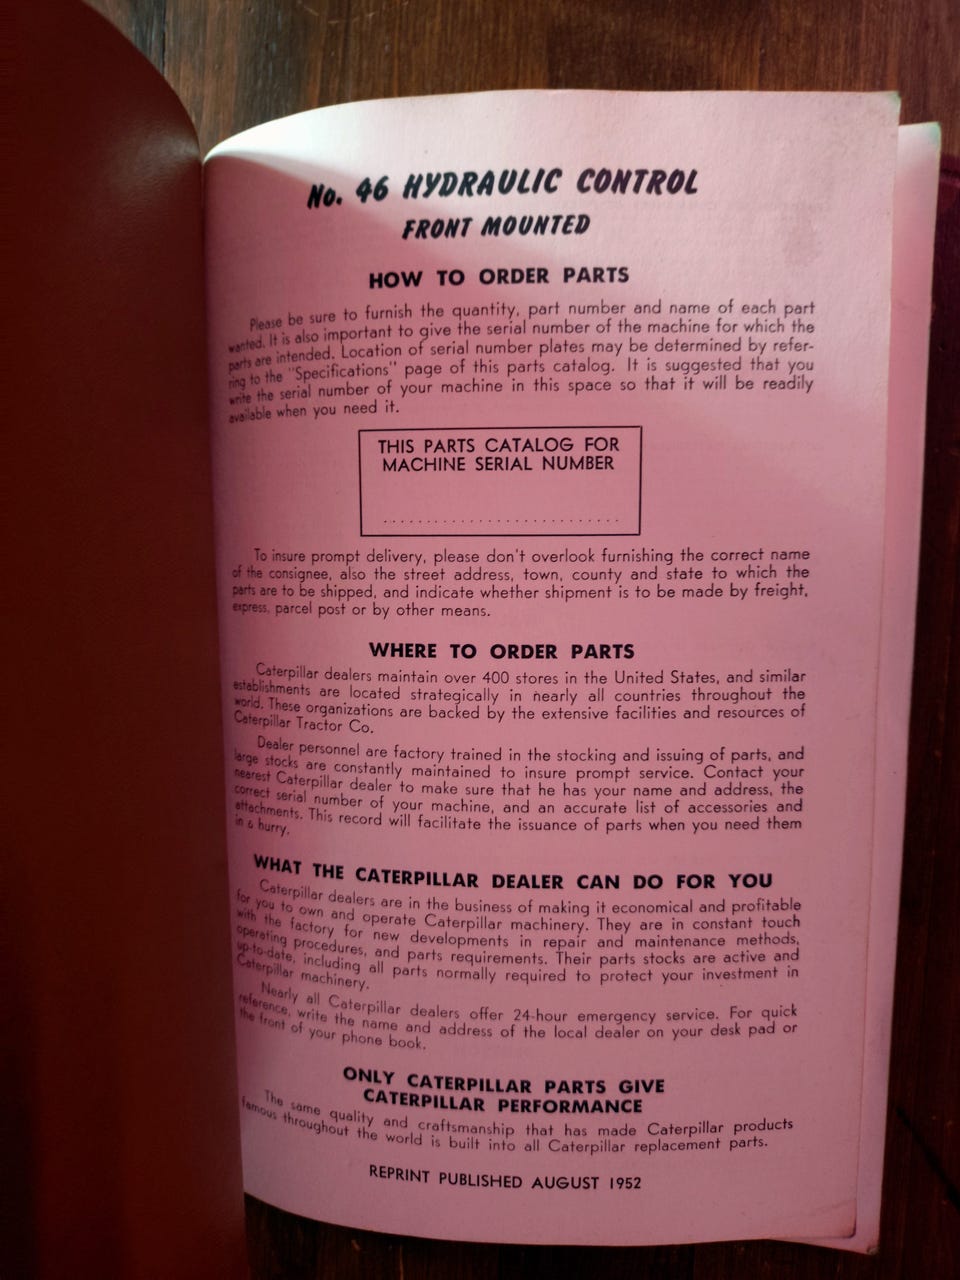 No. 46 HYDRAULIC CONTROL
FRONT MOUNTED
HOW TO ORDER PARTS
Please be sure to furnish the quantity, part number and name of each part
wanted. It is also important to give the serial number of the machine for which the
parts are intended. Location of serial number plates may be determined by refer-
ring to the "Specifications" page of this parts catalog. It is suggested that you
write the serial number of your machine in this space so that it will be readily
available when you need it.
THIS PARTS CATALOG FOR
MACHINE SERIAL NUMBER
To insure prompt delivery, please don't overlook furnishing the correct name
of the consignee, also the street address, town, county and state to which the
parts are to be shipped, and indicate whether shipment is to be made by freight,
express, parcel post or by other means.
WHERE TO ORDER PARTS
Caterpillar dealers maintain over 400 stores in the United States, and similar
establishments are located strategically in nearly all countries throughout the
world. These organizations are backed by the extensive facilities and resources of
Caterpillar Tractor Co.
Dealer personnel are factory trained in the stocking and issuing of parts, and
large stocks are constantly maintained to insure prompt service. Contact your
nearest Caterpillar dealer to make sure that he has your name and address, the
correct serial number of your machine, and an accurate list of accessories and
attachments. This record will facilitate the issuance of parts when you need them
in a hurry.
WHAT THE CATERPILLAR DEALER CAN DO FOR YOU
Caterpillar dealers are in the business of making it economical and profitable
for you to own and operate Caterpillar machinery. They are in constant touch
with the factory for new developments in repair and maintenance methods,
operating procedures, and parts requirements. Their parts stocks are active and
up-to-date, including all parts normally required to protect your investment in
Caterpillar machinery.
Nearly all Caterpillar dealers offer 24-hour emergency service. For quick
reference, write the name and address of the local dealer on your desk pad or
the front of your phone book.
ONLY CATERPILLAR PARTS GIVE
CATERPILLAR PERFORMANCE
The same quality and craftsmanship that has made Caterpillar products
famous throughout the world is built into all Caterpillar replacement parts.
REPRINT PUBLISHED AUGUST 1952